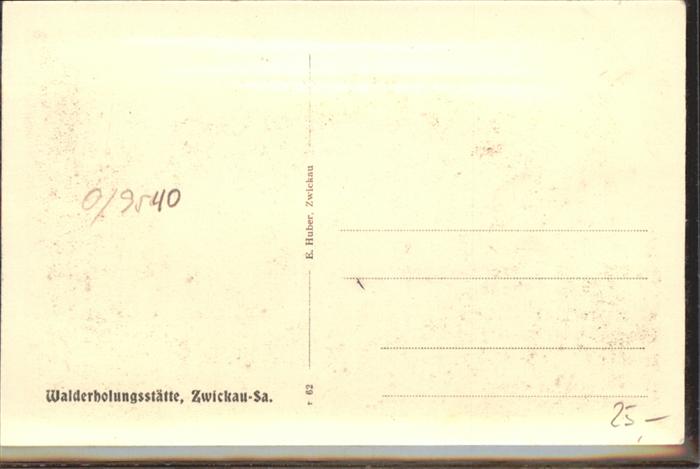 0/9540
Walderholungsstätte, Zwickau-Sa.
E. Huber, Zwickau
r 62
25,—